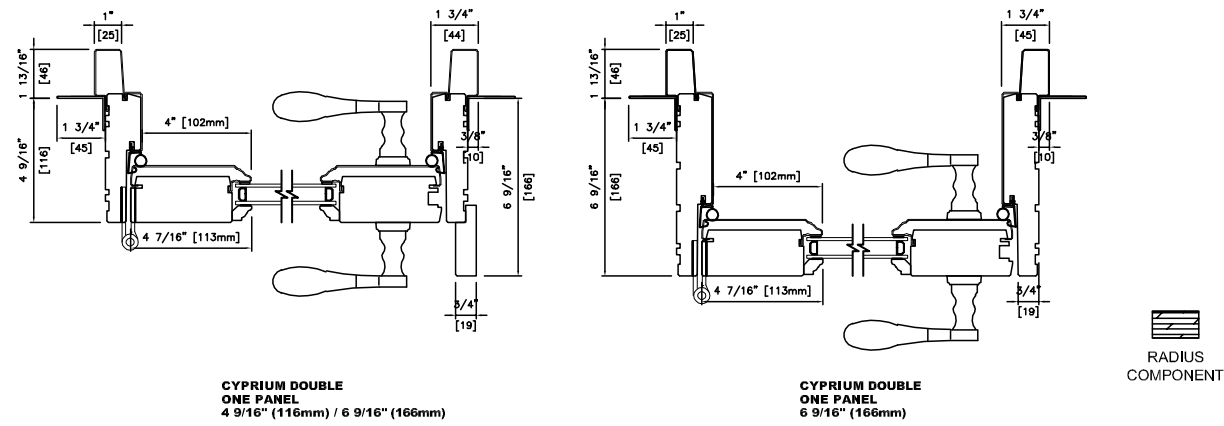 1"
[25]
1 3/4"
[44]
1 13/16"
[46]
1 3/4"
[45]
4 9/16"
[116]
4" [102mm]
3/8"
[10]
6 9/16"
[166]
4 7/16" [113mm]
3/4"
[19]
CYPRIUM DOUBLE
ONE PANEL
4 9/16" (116mm) / 6 9/16" (166mm)
1"
[25]
1 3/4"
[45]
1 13/16"
[46]
1 3/4"
[45]
6 9/16"
[166]
4" [102mm]
3/8"
[10]
4 7/16" [113mm]
3/4"
[19]
CYPRIUM DOUBLE
ONE PANEL
6 9/16" (166mm)
RADIUS
COMPONENT